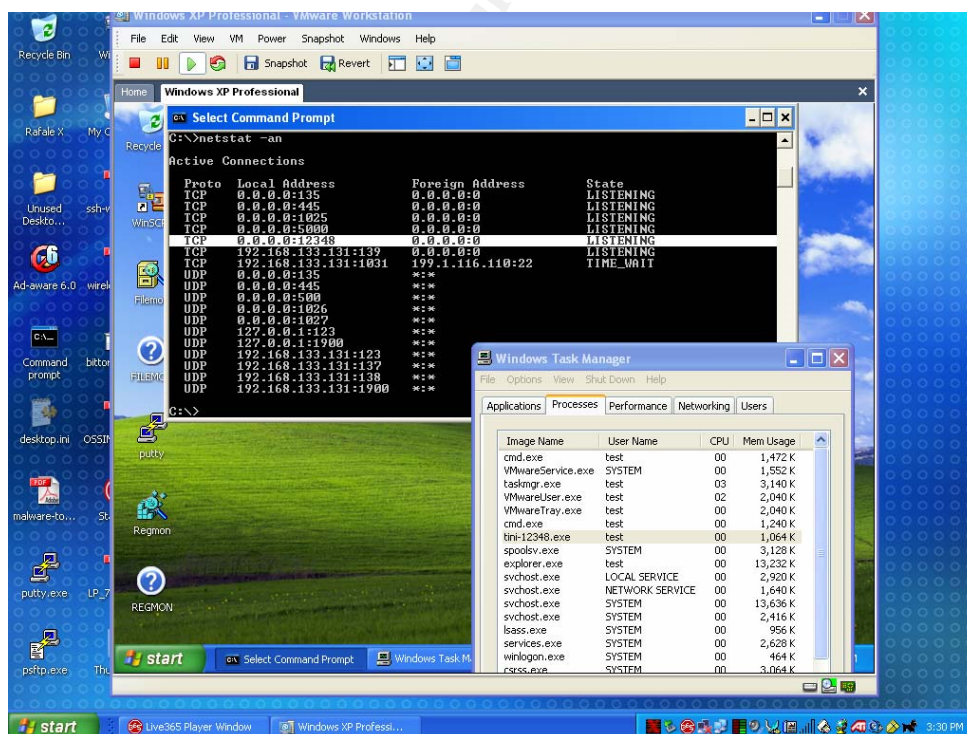 Windows XP Professional - VMware Workstation
File Edit View VM Power Snapshot Windows Help
Snapshot Revert
Home Windows XP Professional
Recycle Bin
Rafale X
Unused Deskto...
Ad-aware 6.0
Command prompt
desktop.ini
malware-to...
putty.exe
psftp.exe
Recycle
Filemo
putty
Regmon
REGMON
Select Command Prompt
C:\>netstat -an
Active Connections
Proto Local Address Foreign Address State
TCP 0.0.0.0:135 0.0.0.0:0 LISTENING
TCP 0.0.0.0:445 0.0.0.0:0 LISTENING
TCP 0.0.0.0:1025 0.0.0.0:0 LISTENING
TCP 0.0.0.0:5000 0.0.0.0:0 LISTENING
TCP 0.0.0.0:12348 0.0.0.0:0 LISTENING
TCP 192.168.133.131:139 0.0.0.0:0 LISTENING
TCP 192.168.133.131:1031 199.1.116.110:22 TIME_WAIT
UDP 0.0.0.0:135 *:*
UDP 0.0.0.0:445 *:*
UDP 0.0.0.0:500 *:*
UDP 0.0.0.0:1026 *:*
UDP 0.0.0.0:1027 *:*
UDP 127.0.0.1:123 *:*
UDP 127.0.0.1:1900 *:*
UDP 192.168.133.131:123 *:*
UDP 192.168.133.131:137 *:*
UDP 192.168.133.131:138 *:*
UDP 192.168.133.131:1900 *:*
C:\>
Windows Task Manager
File Options View Shut Down Help
Applications Processes Performance Networking Users
Image Name User Name CPU Mem Usage
cmd.exe test 00 1,472 K
VMwareService.exe SYSTEM 00 1,552 K
taskmgr.exe test 03 3,140 K
VMwareUser.exe test 02 2,040 K
VMwareTray.exe test 00 2,040 K
cmd.exe test 00 1,240 K
tini-12348.exe test 00 1,064 K
spoolsv.exe SYSTEM 00 3,128 K
explorer.exe test 00 13,232 K
svchost.exe LOCAL SERVICE 00 2,920 K
svchost.exe NETWORK SERVICE 00 1,640 K
svchost.exe SYSTEM 00 13,636 K
svchost.exe SYSTEM 00 2,416 K
lsass.exe SYSTEM 00 956 K
services.exe SYSTEM 00 2,628 K
winlogon.exe SYSTEM 00 464 K
csrss.exe SYSTEM 00 3,064 K
start Select Command Prompt Windows Task M
start Live365 Player Window Windows XP Professi... 3:30 PM